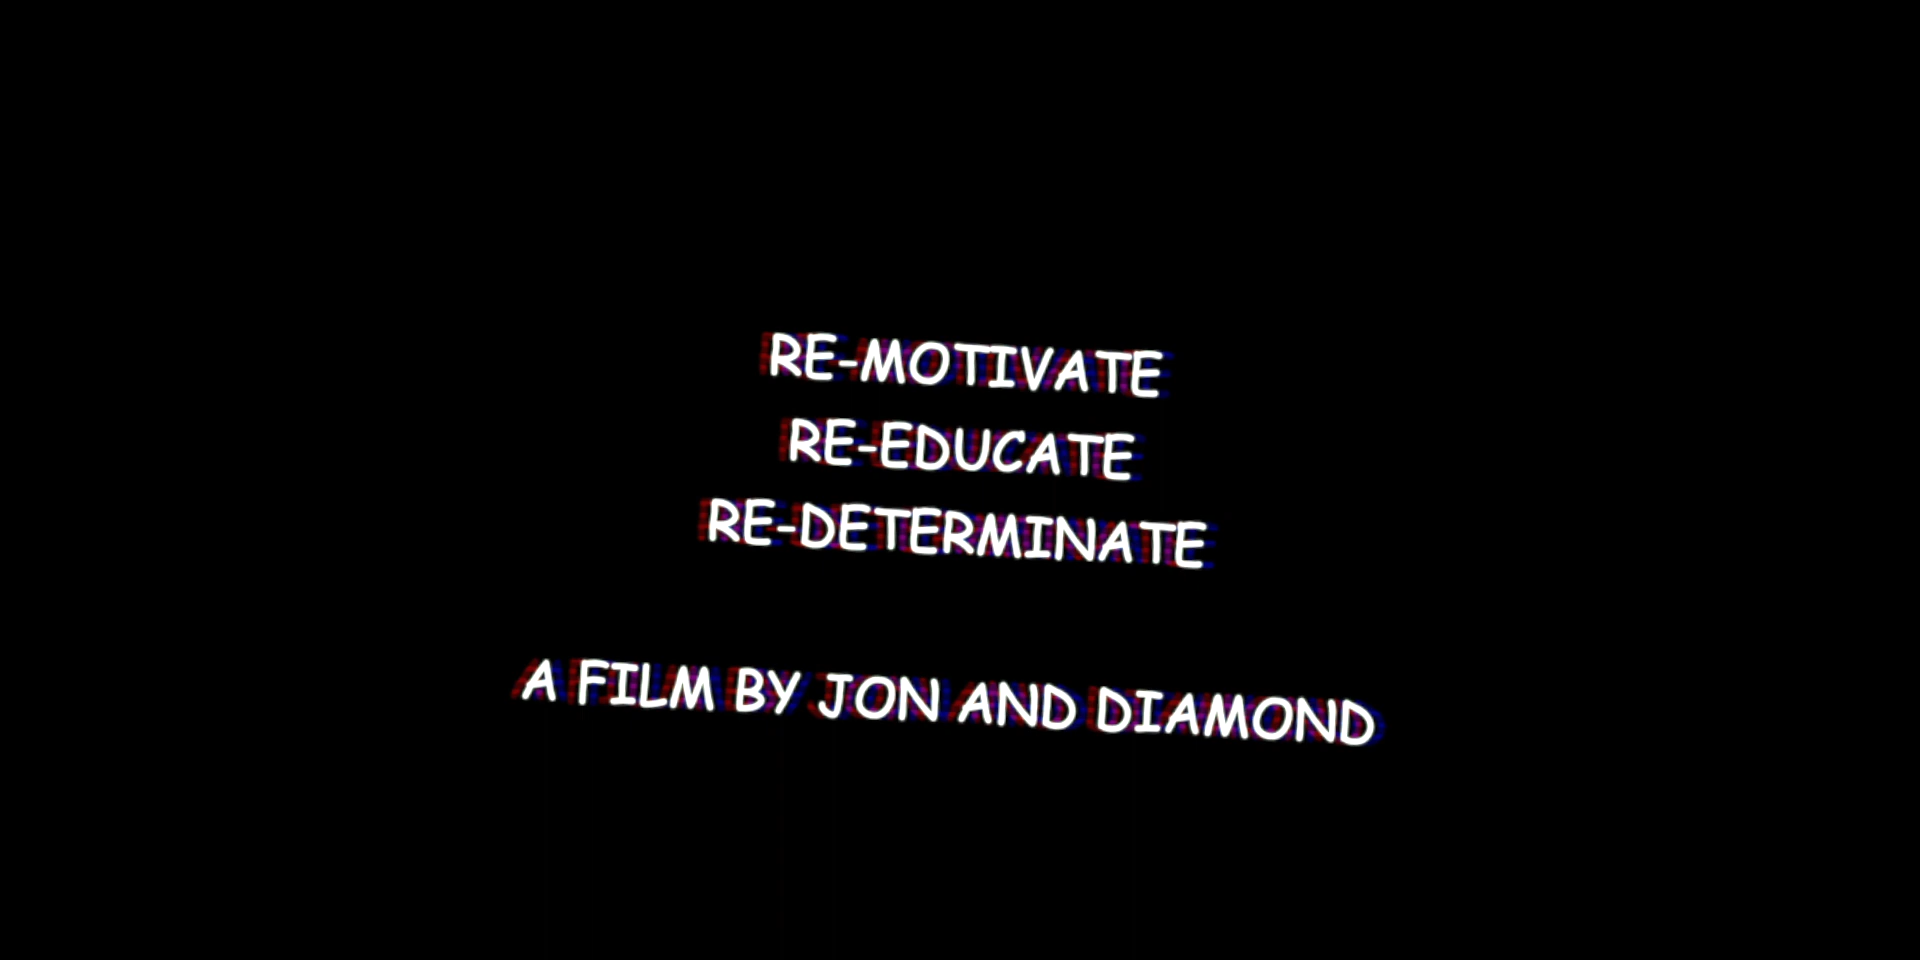 RE-MOTIVATE
RE-EDUCATE
RE-DETERMINATE
A FILM BY JON AND DIAMOND